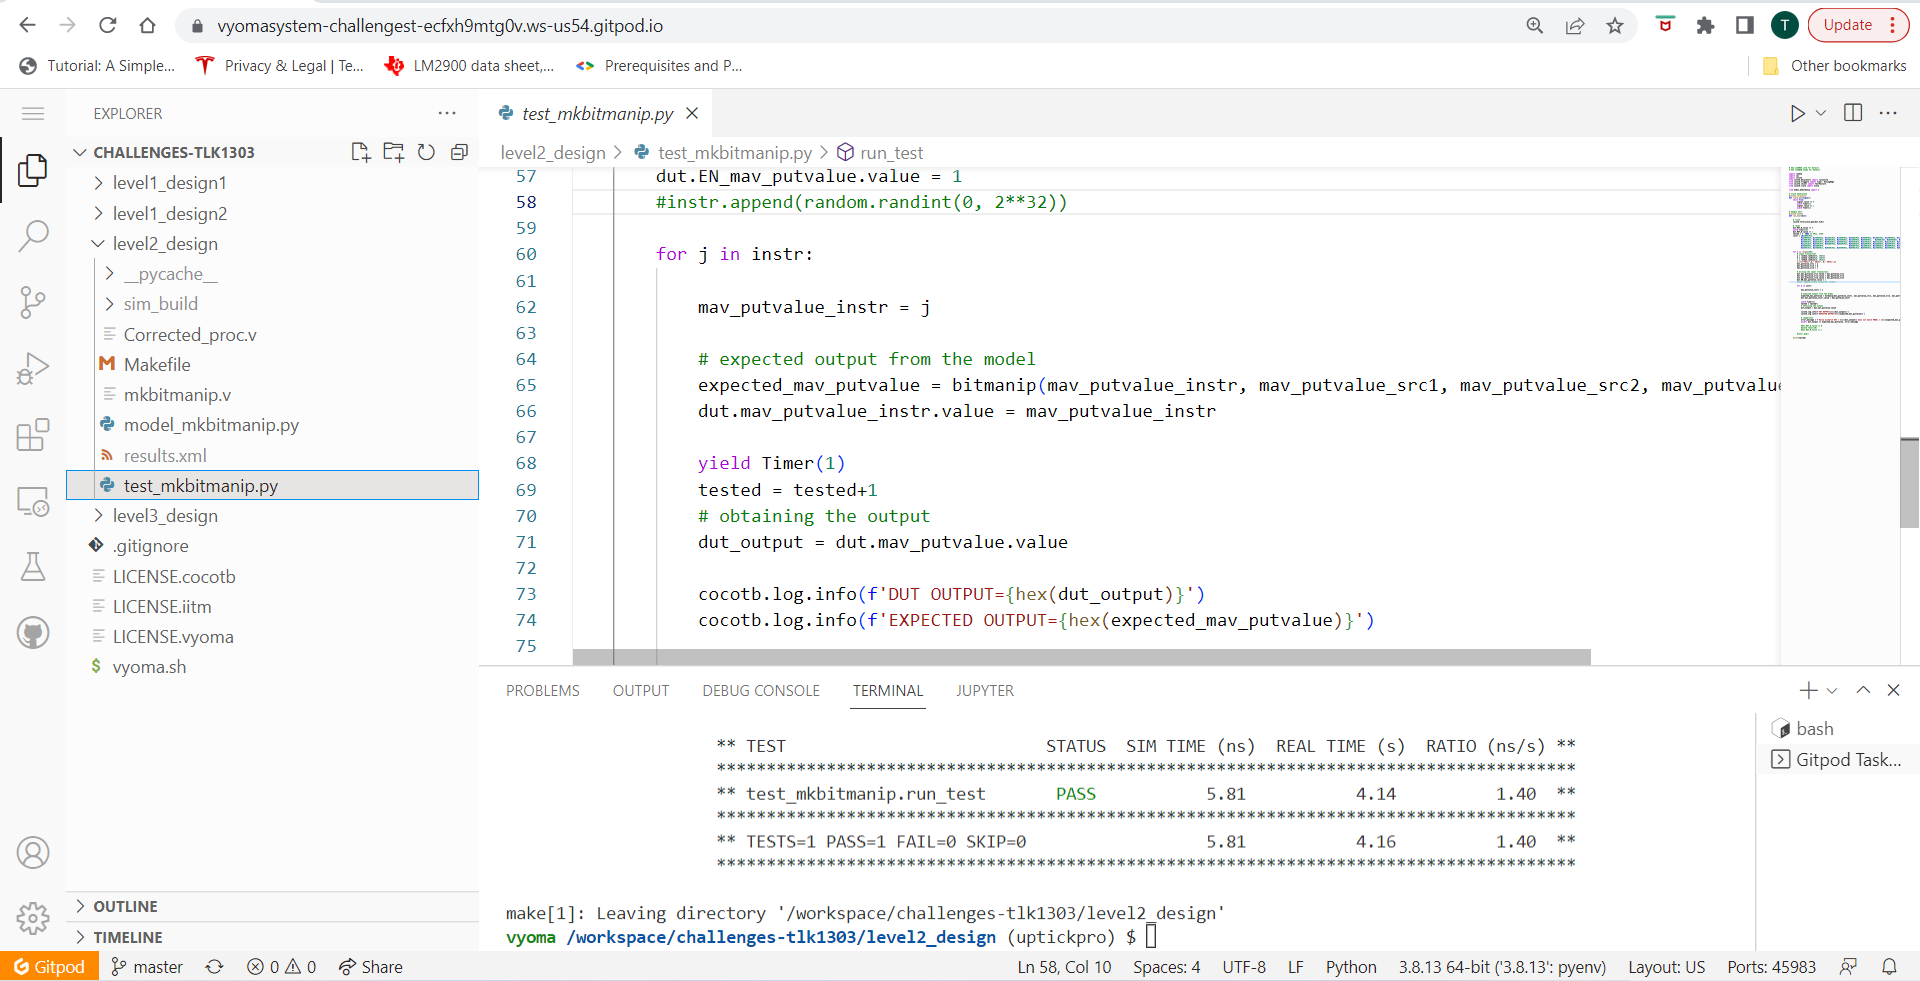 vyomasystem-challengest-ecfxh9mtg0v.ws-us54.gitpod.io
T
Update
Tutorial: A Simple...
Privacy & Legal | Te...
LM2900 data sheet,...
Prerequisites and P...
Other bookmarks
EXPLORER
CHALLENGES-TLK1303
level1_design1
level1_design2
level2_design
__pycache__
sim_build
Corrected_proc.v
M Makefile
mkbitmanip.v
model_mkbitmanip.py
results.xml
test_mkbitmanip.py
level3_design
.gitignore
LICENSE.cocotb
LICENSE.iitm
LICENSE.vyoma
$ vyoma.sh
OUTLINE
TIMELINE
test_mkbitmanip.py
level2_design > test_mkbitmanip.py > run_test
57 dut.EN_mav_putvalue.value = 1
58 #instr.append(random.randint(0, 2**32))
59
60 for j in instr:
61
62 mav_putvalue_instr = j
63
64 # expected output from the model
65 expected_mav_putvalue = bitmanip(mav_putvalue_instr, mav_putvalue_src1, mav_putvalue_src2, mav_putvalu
66 dut.mav_putvalue_instr.value = mav_putvalue_instr
67
68 yield Timer(1)
69 tested = tested+1
70 # obtaining the output
71 dut_output = dut.mav_putvalue.value
72
73 cocotb.log.info(f'DUT OUTPUT={hex(dut_output)}')
74 cocotb.log.info(f'EXPECTED OUTPUT={hex(expected_mav_putvalue)}')
75
PROBLEMS OUTPUT DEBUG CONSOLE TERMINAL JUPYTER
** TEST STATUS SIM TIME (ns) REAL TIME (s) RATIO (ns/s) **
**************************************************************************************
** test_mkbitmanip.run_test PASS 5.81 4.14 1.40 **
**************************************************************************************
** TESTS=1 PASS=1 FAIL=0 SKIP=0 5.81 4.16 1.40 **
**************************************************************************************
make[1]: Leaving directory '/workspace/challenges-tlk1303/level2_design'
vyoma /workspace/challenges-tlk1303/level2_design (uptickpro) $
bash
Gitpod Task...
Gitpod master 0 0 Share Ln 58, Col 10 Spaces: 4 UTF-8 LF Python 3.8.13 64-bit ('3.8.13': pyenv) Layout: US Ports: 45983